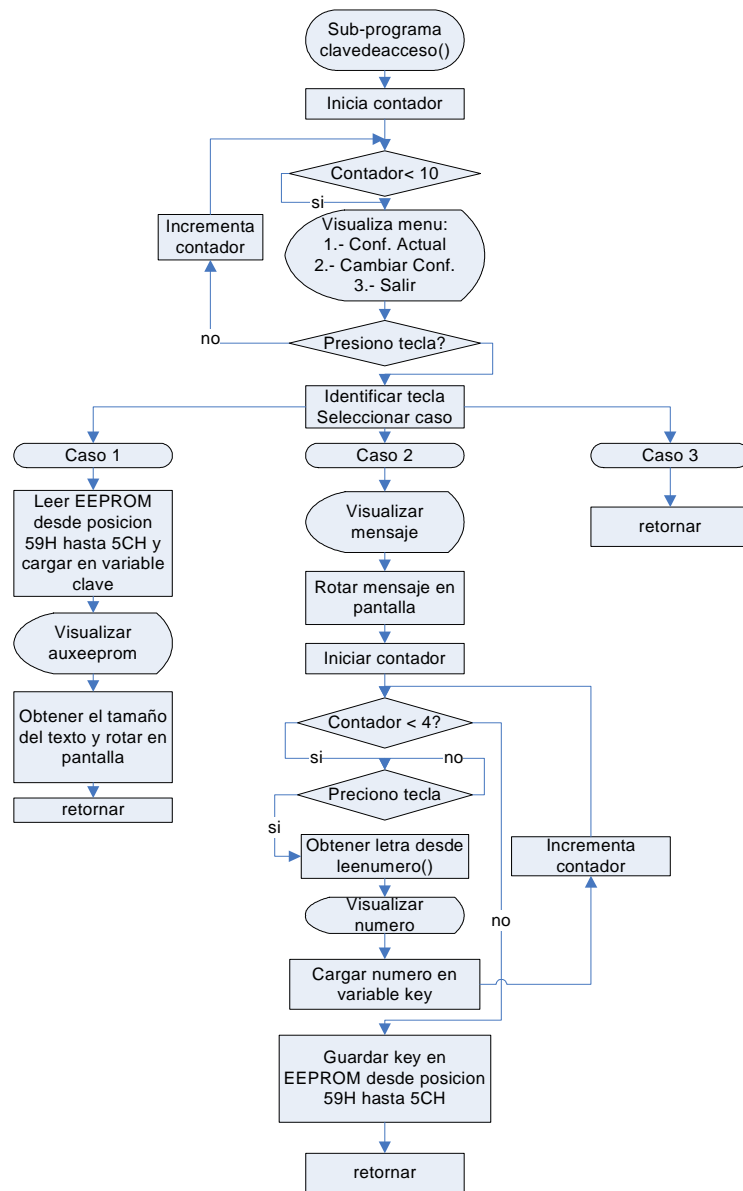 Sub-programa
clavedeacceso()
Inicia contador
Contador< 10
si
Incrementa
contador
Visualiza menu:
1.- Conf. Actual
2.- Cambiar Conf.
3.- Salir
no
Presiono tecla?
Identificar tecla
Seleccionar caso
Caso 1
Caso 2
Caso 3
Leer EEPROM
desde posicion
59H hasta 5CH y
cargar en variable
clave
Visualizar
auxeeprom
Obtener el tamaño
del texto y rotar en
pantalla
retornar
Visualizar
mensaje
Rotar mensaje en
pantalla
Iniciar contador
Contador < 4?
si
no
Preciono tecla
si
Obtener letra desde
leenumero()
Visualizar
numero
Cargar numero en
variable key
Incrementa
contador
no
Guardar key en
EEPROM desde posicion
59H hasta 5CH
retornar
retornar